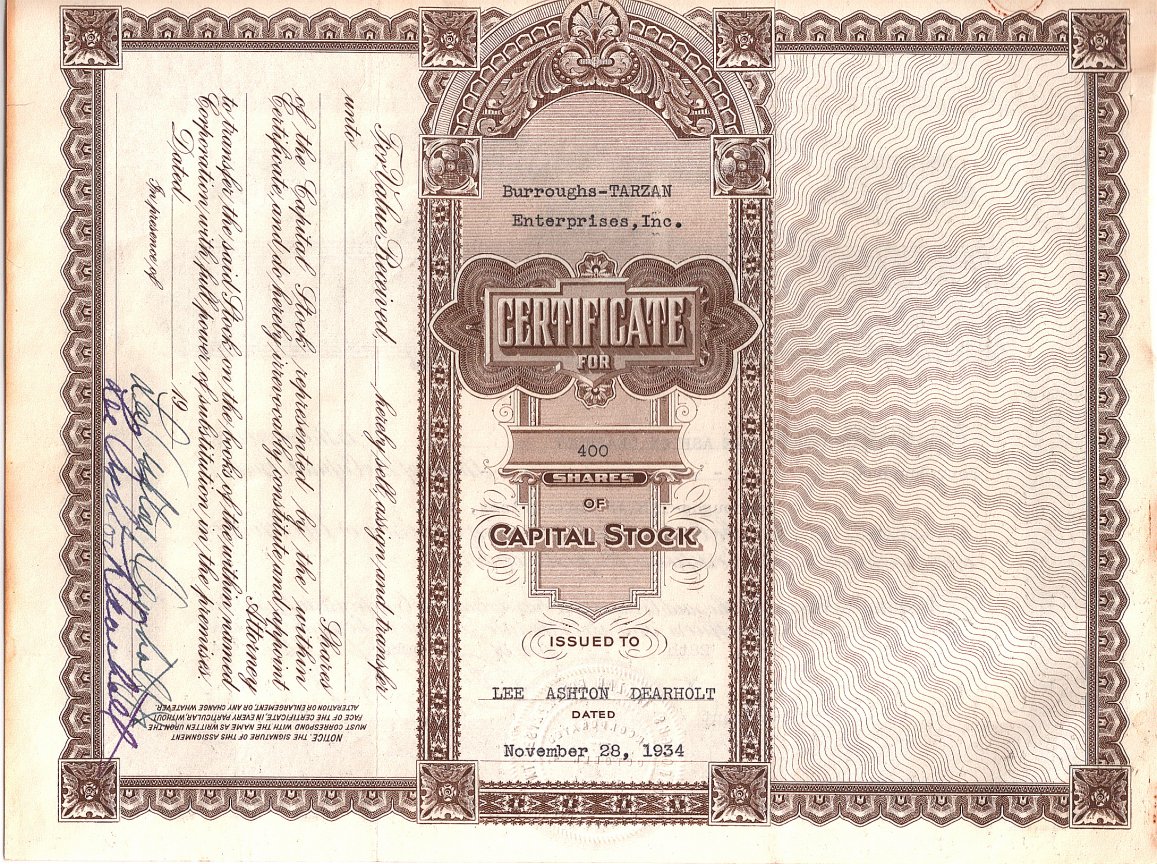 Burroughs-TARZAN
Enterprises,Inc.
CERTIFICATE
FOR
400
SHARES
OF
CAPITAL STOCK
ISSUED TO
LEE ASHTON DEARHOLT
DATED
November 28, 1934
For Value Received, hereby sell, assign, and transfer
unto
Shares
of the Capital Stock represented by the within
Certificate, and do hereby irrevocably constitute and appoint
Attorney
to transfer the said Stock on the books of the within named
Corporation with full power of substitution in the premises.
Dated 19
In presence of
NOTICE. THE SIGNATURE OF THIS ASSIGNMENT
MUST CORRESPOND WITH THE NAME AS WRITTEN UPON THE
FACE OF THE CERTIFICATE, IN EVERY PARTICULAR, WITHOUT
ALTERATION OR ENLARGEMENT, OR ANY CHANGE WHATEVER.